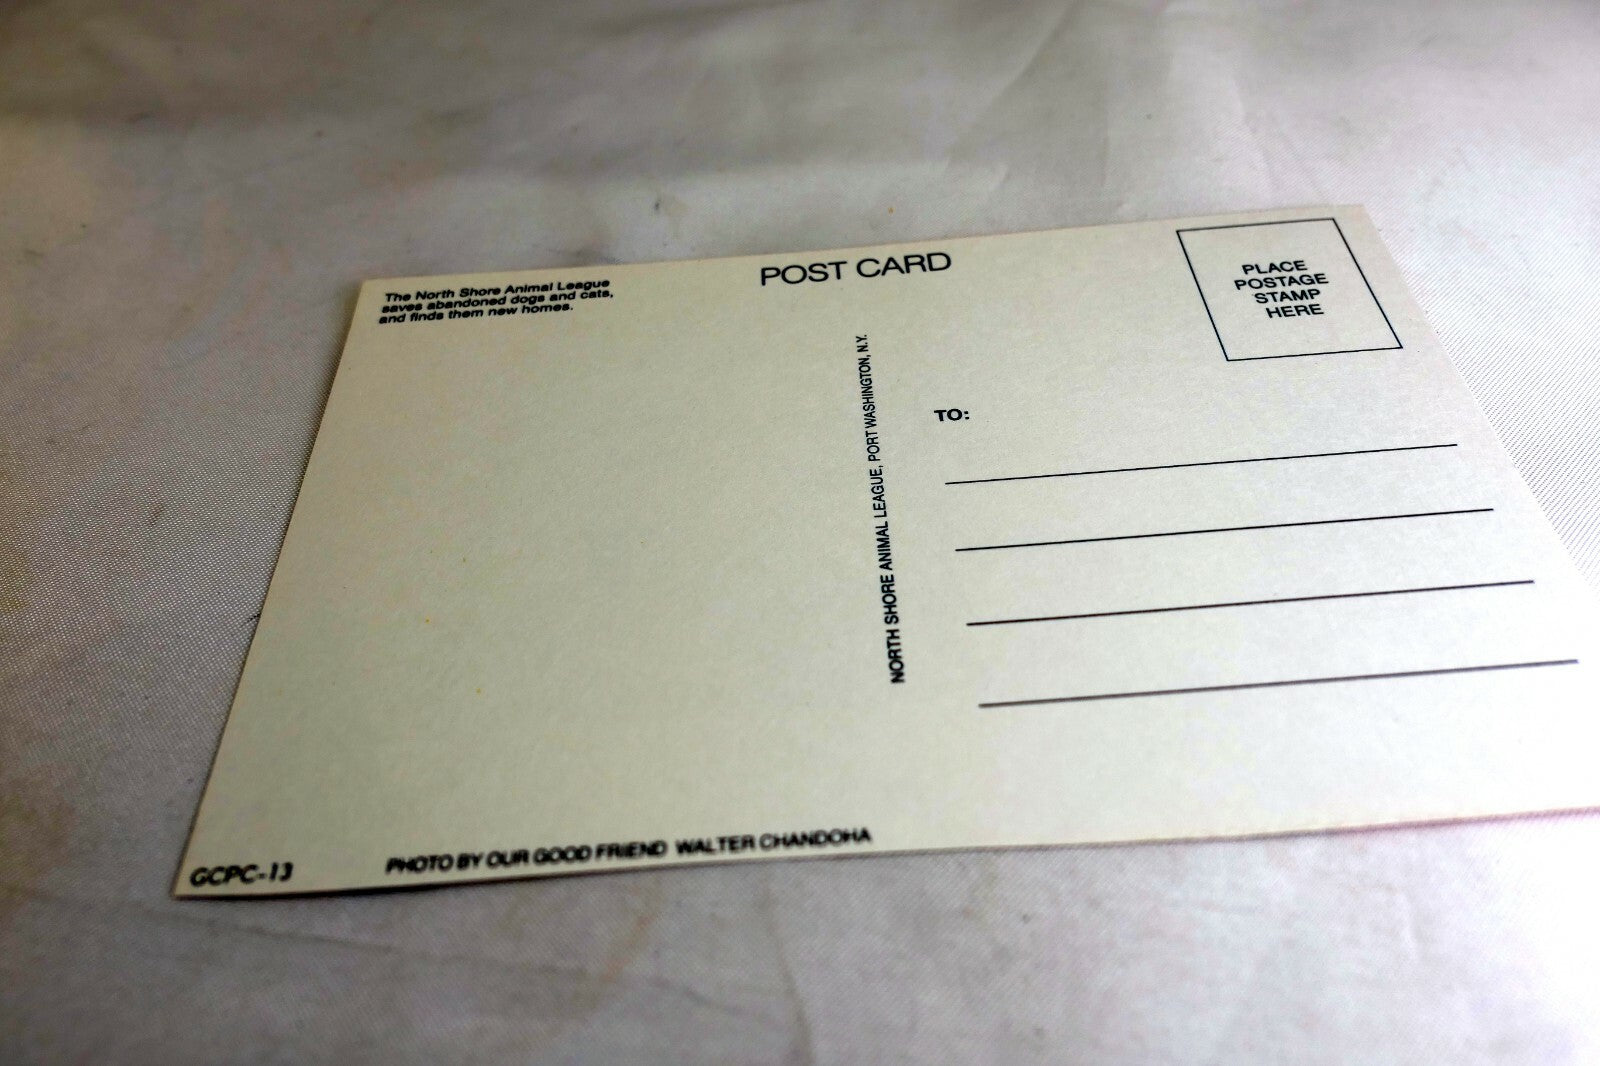 The North Shore Animal League
saves abandoned dogs and cats,
and finds them new homes.
POST CARD
PLACE
POSTAGE
STAMP
HERE
NORTH SHORE ANIMAL LEAGUE, PORT WASHINGTON, N.Y.
TO:
GCPC-13
PHOTO BY OUR GOOD FRIEND WALTER CHANDOHA